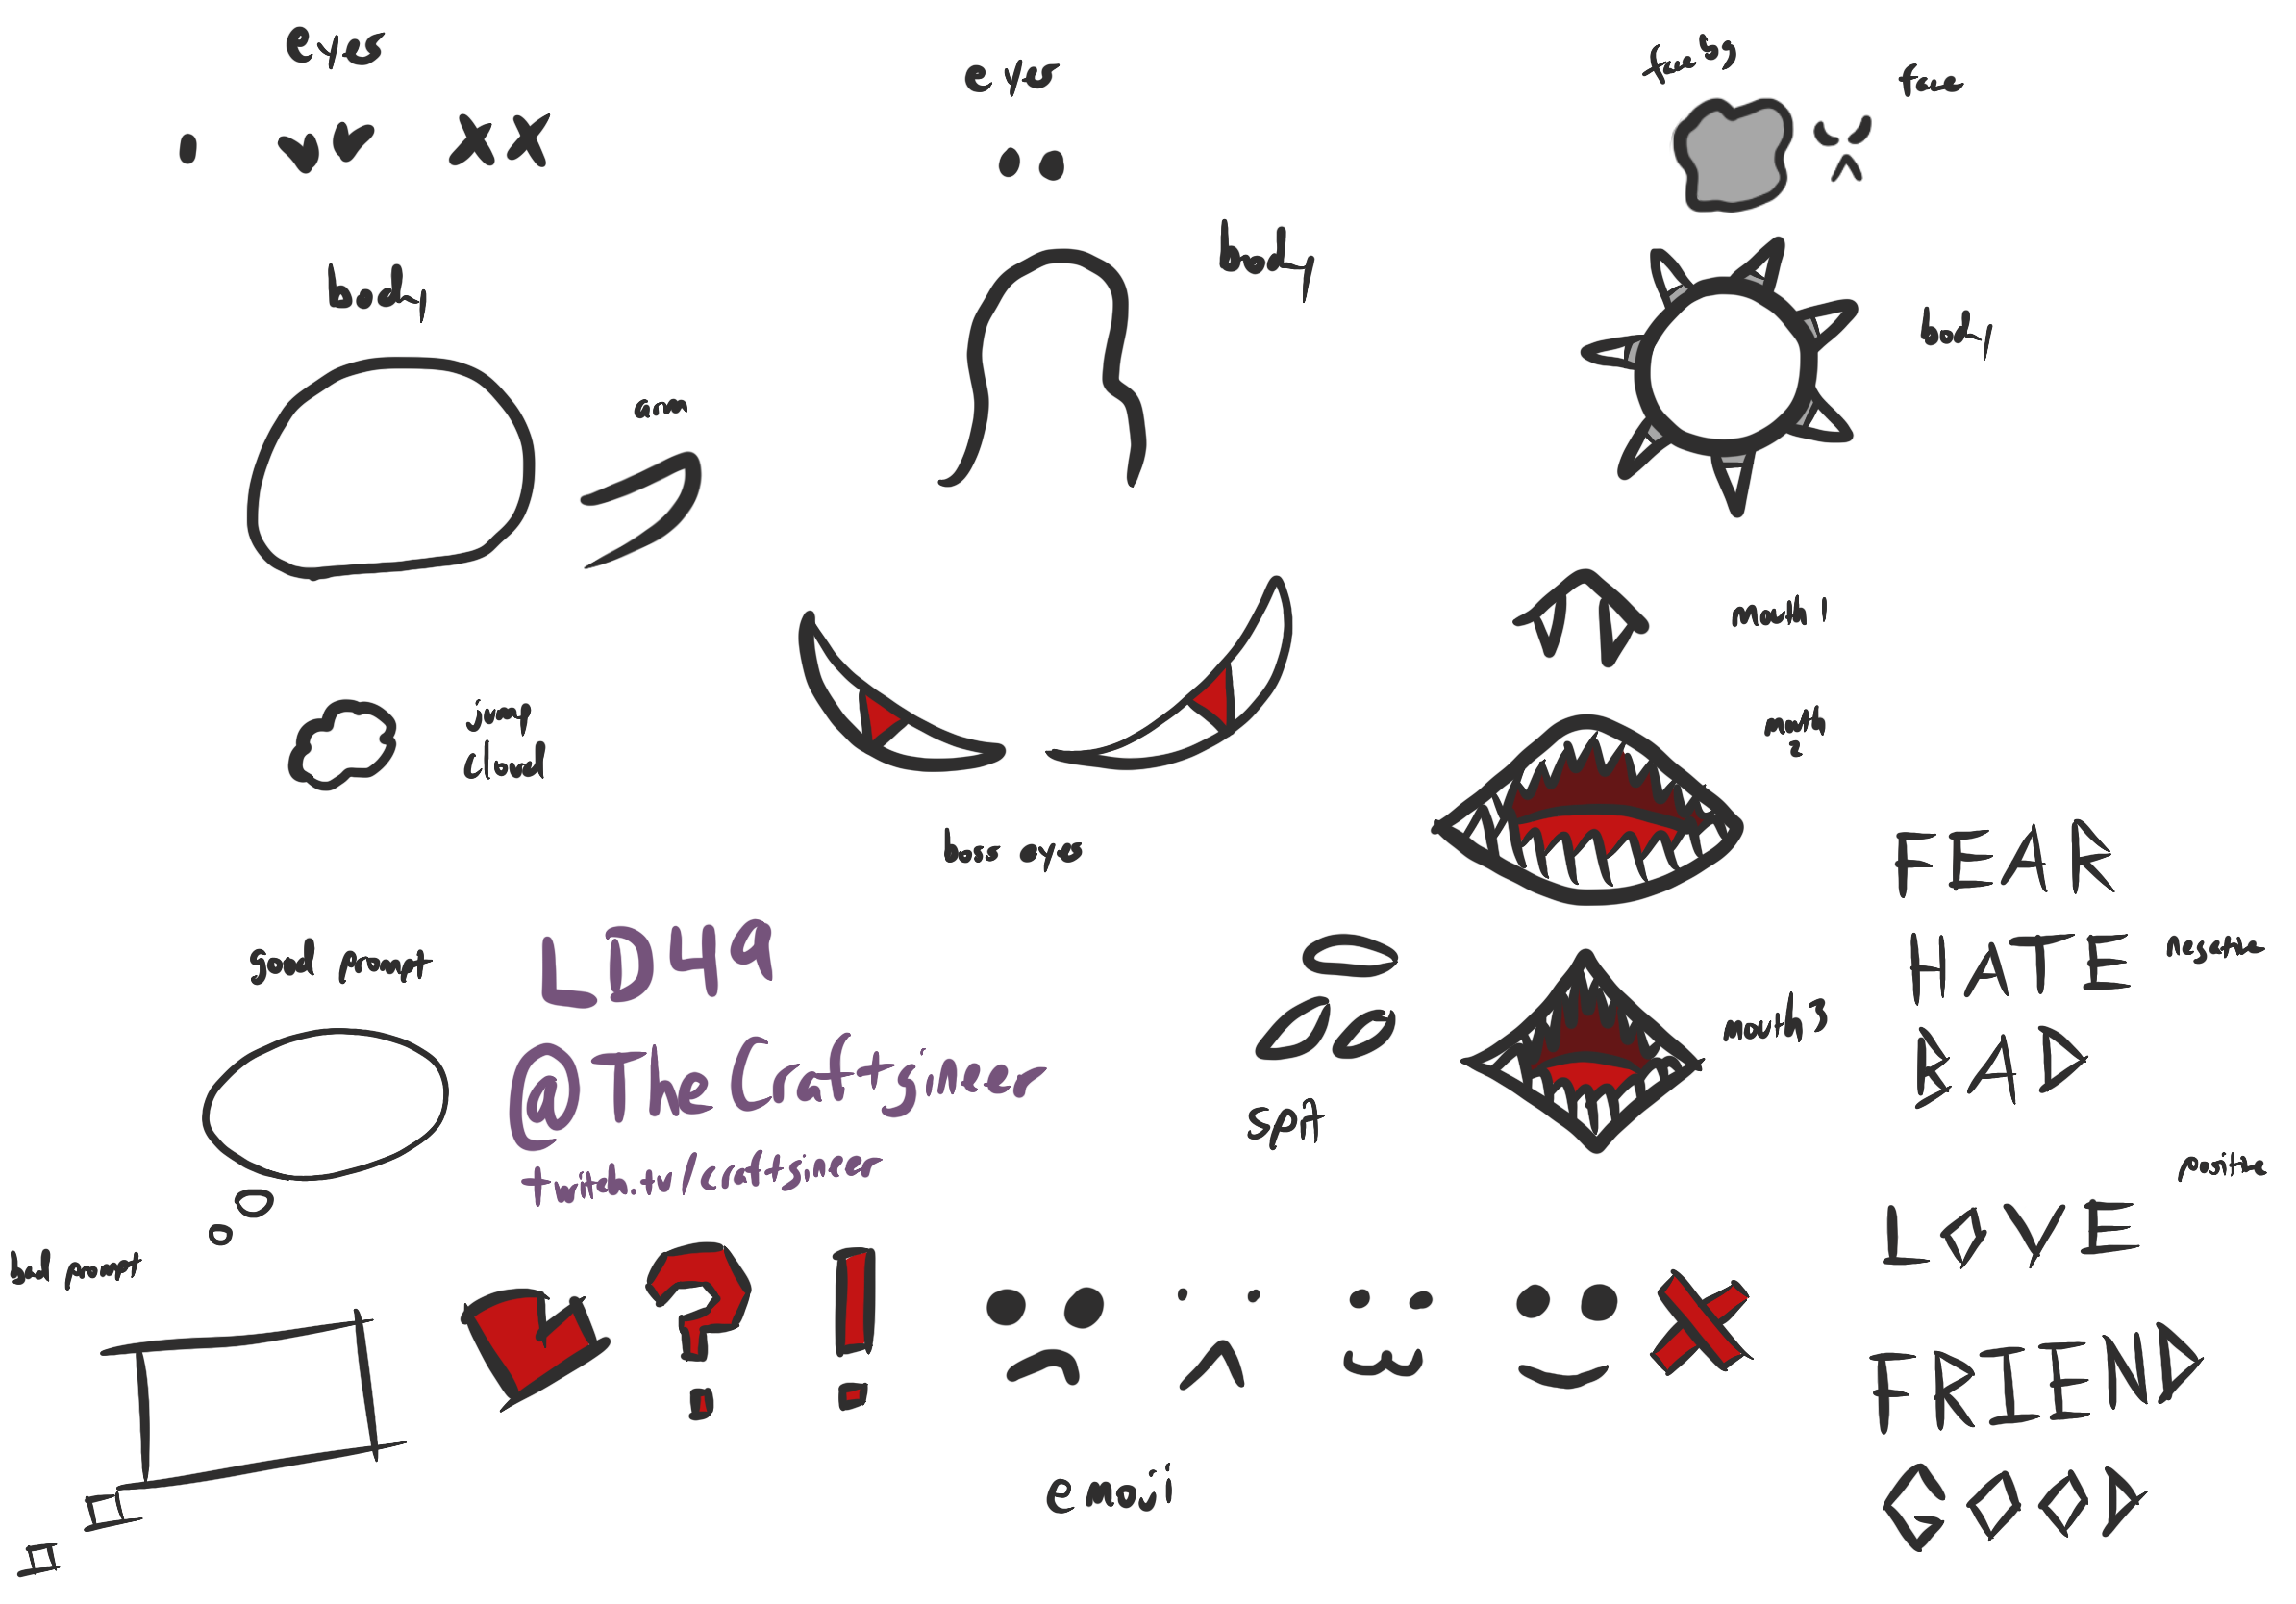 eyes
eyes
face bg
face
body
body
body
arm
mouth 1
jump
cloud
mouth
2
boss eyes
FEAR
HATE
negative
BAD
good prompt
LD49
@TheCraftsineer
twitch.tv/craftsineer
mouth 3
spit
positive
LOVE
bad prompt
?
!
FRIEND
GOOD
emoji